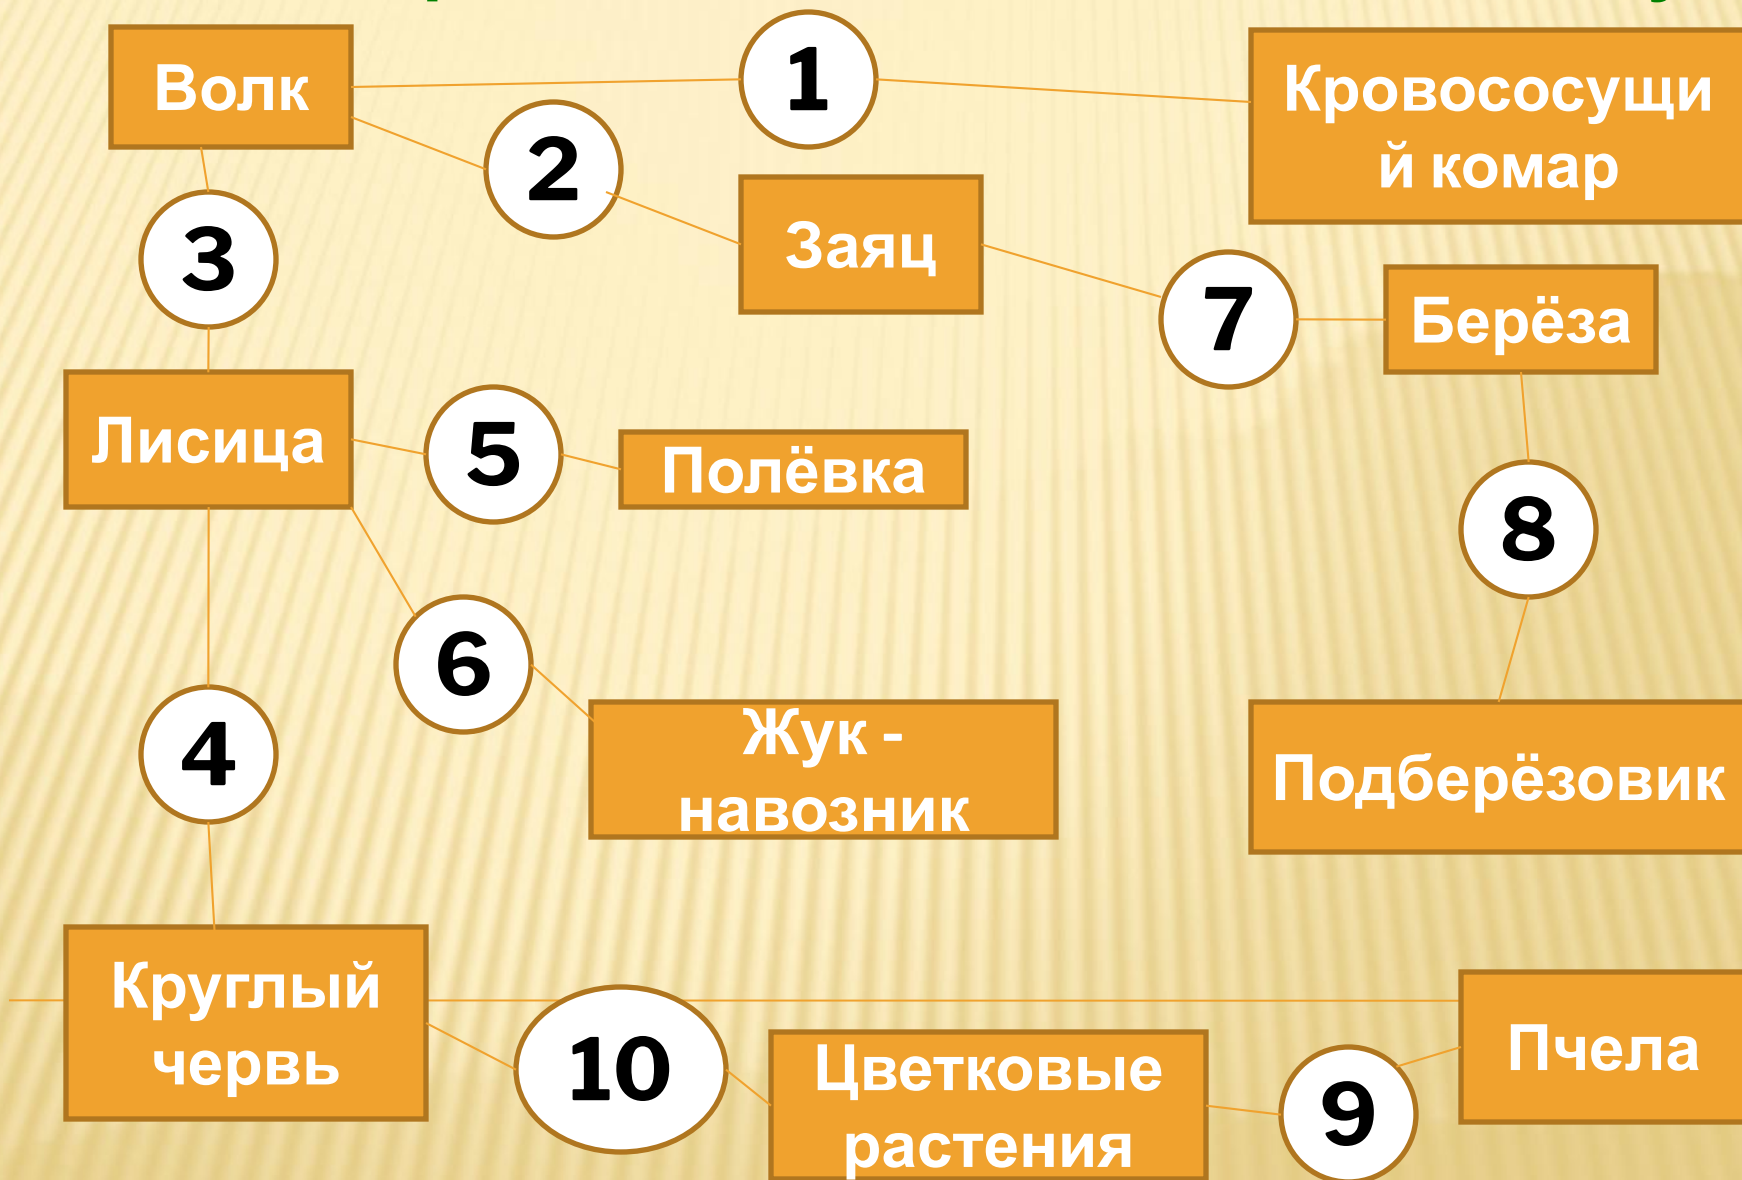 Волк
1
Кровососущи
й комар
2
Заяц
3
7
Берёза
Лисица
5
Полёвка
8
6
4
Жук -
навозник
Подберёзовик
Круглый
червь
10
Цветковые
растения
9
Пчела